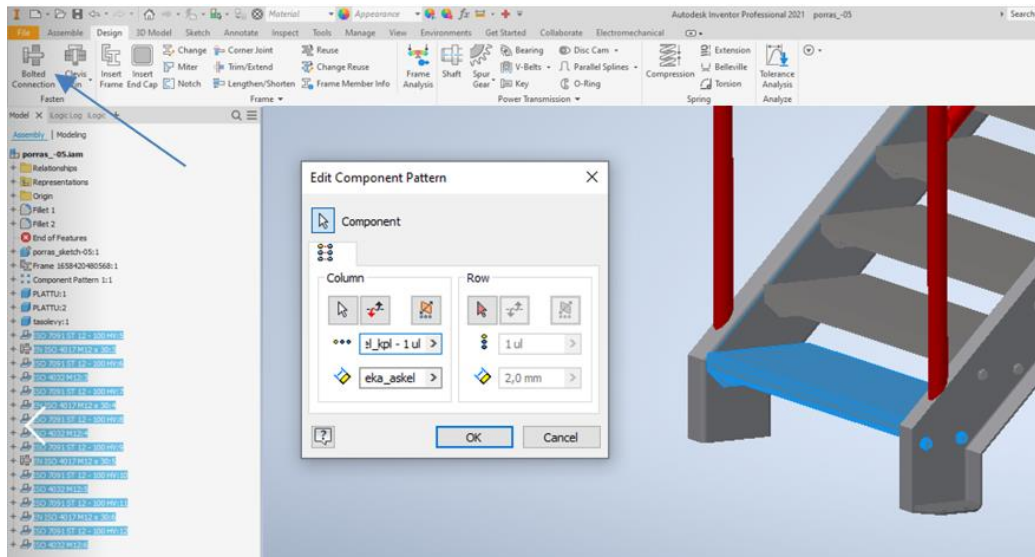 Material
Appearance
Autodesk Inventor Professional 2021 porras_-05
Search
File Assemble Design 3D Model Sketch Annotate Inspect Tools Manage View Environments Get Started Collaborate Electromechanical
Change Corner Joint Reuse Bearing Disc Cam Extension
Miter Trim/Extend Change Reuse V-Belts Parallel Splines Belleville
Notch Lengthen/Shorten Frame Member Info Key O-Ring Torsion
Bolted Connection
Insert Frame
Insert End Cap
Frame Analysis
Shaft
Spur Gear
Compression
Tolerance Analysis
Fasten Frame Power Transmission Spring Analyze
Model
Assembly | Modeling
porras_-05.iam
Relationships
Representations
Origin
Fillet 1
Fillet 2
End of Features
porras_sketch-05:1
Frame 1658420480568:1
Component Pattern 1:1
PLATTU:1
PLATTU:2
tasolevy:1
Edit Component Pattern
Component
Column Row
el_kpl - 1 ul 1 ul
eka_askel 2,0 mm
OK Cancel